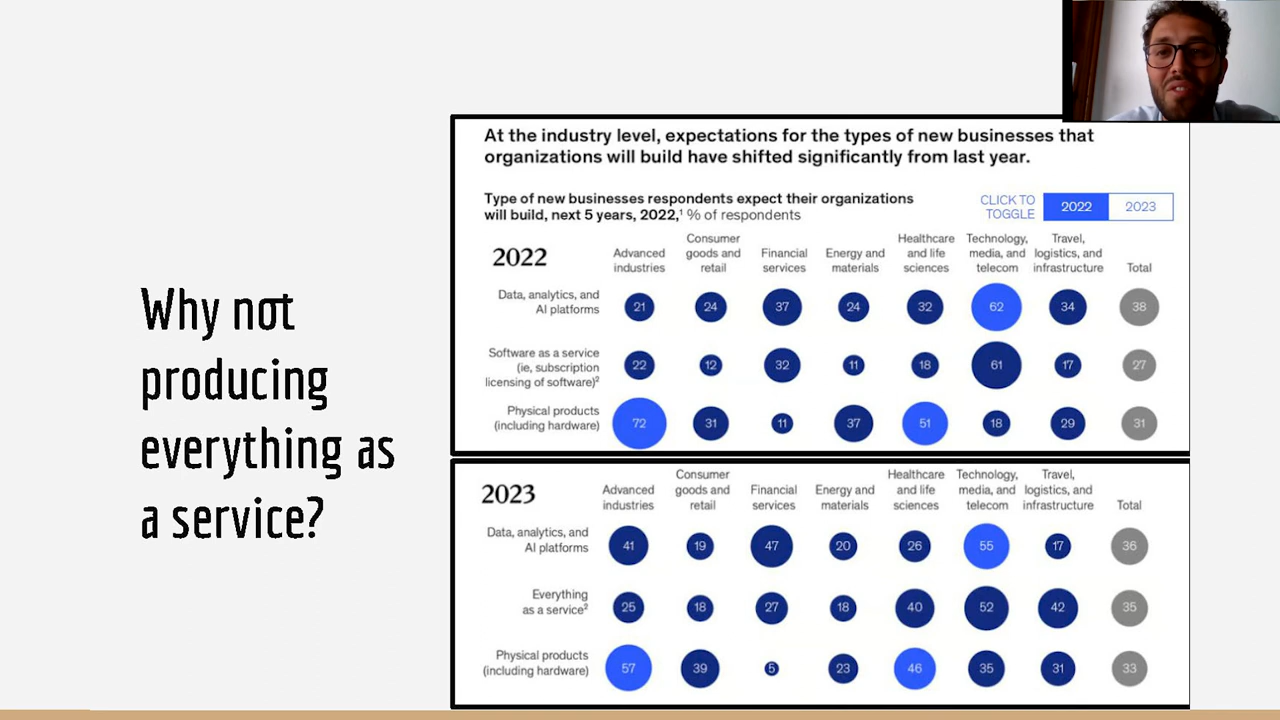 Why not
producing
everything as
a service?
At the industry level, expectations for the types of new businesses that
organizations will build have shifted significantly from last year.
Type of new businesses respondents expect their organizations
will build, next 5 years, 2022,¹ % of respondents
CLICK TO
TOGGLE
2022 2023
2022
Advanced
industries
Consumer
goods and
retail
Financial
services
Energy and
materials
Healthcare
and life
sciences
Technology,
media, and
telecom
Travel,
logistics, and
infrastructure
Total
Data, analytics, and
AI platforms
21 24 37 24 32 62 34 38
Software as a service
(ie, subscription
licensing of software)²
22 12 32 11 18 61 17 27
Physical products
(including hardware)
72 31 11 37 51 18 29 31
2023
Advanced
industries
Consumer
goods and
retail
Financial
services
Energy and
materials
Healthcare
and life
sciences
Technology,
media, and
telecom
Travel,
logistics, and
infrastructure
Total
Data, analytics, and
AI platforms
41 19 47 20 26 55 17 36
Everything
as a service²
25 18 27 18 40 52 42 35
Physical products
(including hardware)
57 39 5 23 46 35 31 33